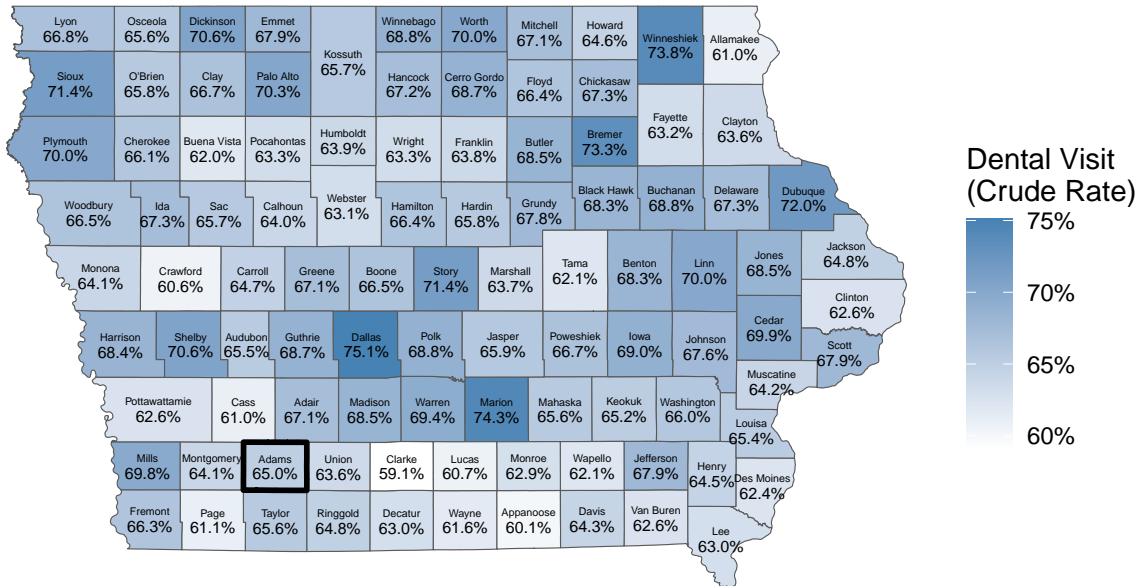 Lyon
66.8%
Osceola
65.6%
Dickinson
70.6%
Emmet
67.9%
Kossuth
65.7%
Winnebago
68.8%
Worth
70.0%
Mitchell
67.1%
Howard
64.6%
Winneshiek
73.8%
Allamakee
61.0%
Sioux
71.4%
O'Brien
65.8%
Clay
66.7%
Palo Alto
70.3%
Hancock
67.2%
Cerro Gordo
68.7%
Floyd
66.4%
Chickasaw
67.3%
Fayette
63.2%
Clayton
63.6%
Plymouth
70.0%
Cherokee
66.1%
Buena Vista
62.0%
Pocahontas
63.3%
Humboldt
63.9%
Wright
63.3%
Franklin
63.8%
Butler
68.5%
Bremer
73.3%
Woodbury
66.5%
Ida
67.3%
Sac
65.7%
Calhoun
64.0%
Webster
63.1%
Hamilton
66.4%
Hardin
65.8%
Grundy
67.8%
Black Hawk
68.3%
Buchanan
68.8%
Delaware
67.3%
Dubuque
72.0%
Monona
64.1%
Crawford
60.6%
Carroll
64.7%
Greene
67.1%
Boone
66.5%
Story
71.4%
Marshall
63.7%
Tama
62.1%
Benton
68.3%
Linn
70.0%
Jones
68.5%
Jackson
64.8%
Clinton
62.6%
Harrison
68.4%
Shelby
70.6%
Audubon
65.5%
Guthrie
68.7%
Dallas
75.1%
Polk
68.8%
Jasper
65.9%
Poweshiek
66.7%
Iowa
69.0%
Johnson
67.6%
Cedar
69.9%
Scott
67.9%
Muscatine
64.2%
Pottawattamie
62.6%
Cass
61.0%
Adair
67.1%
Madison
68.5%
Warren
69.4%
Marion
74.3%
Mahaska
65.6%
Keokuk
65.2%
Washington
66.0%
Louisa
65.4%
Mills
69.8%
Montgomery
64.1%
Adams
65.0%
Union
63.6%
Clarke
59.1%
Lucas
60.7%
Monroe
62.9%
Wapello
62.1%
Jefferson
67.9%
Henry
64.5%
Des Moines
62.4%
Fremont
66.3%
Page
61.1%
Taylor
65.6%
Ringgold
64.8%
Decatur
63.0%
Wayne
61.6%
Appanoose
60.1%
Davis
64.3%
Van Buren
62.6%
Lee
63.0%
Dental Visit
(Crude Rate)
75%
70%
65%
60%